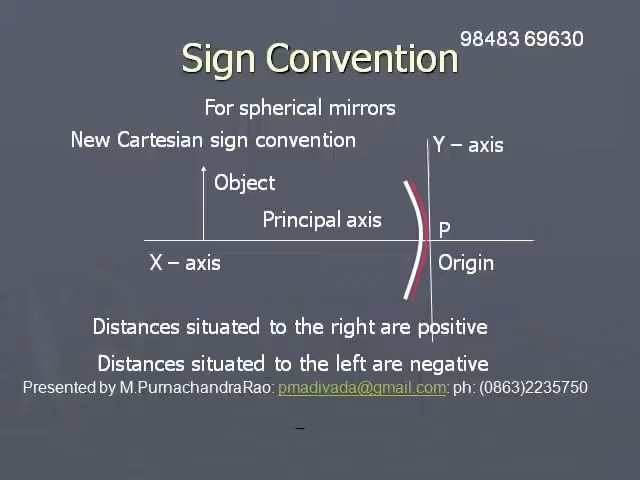 98483 69630
Sign Convention
For spherical mirrors
New Cartesian sign convention
Y – axis
Object
Principal axis
P
X – axis
Origin
Distances situated to the right are positive
Distances situated to the left are negative
Presented by M.PurnachandraRao: pmadivada@gmail.com: ph: (0863)2235750